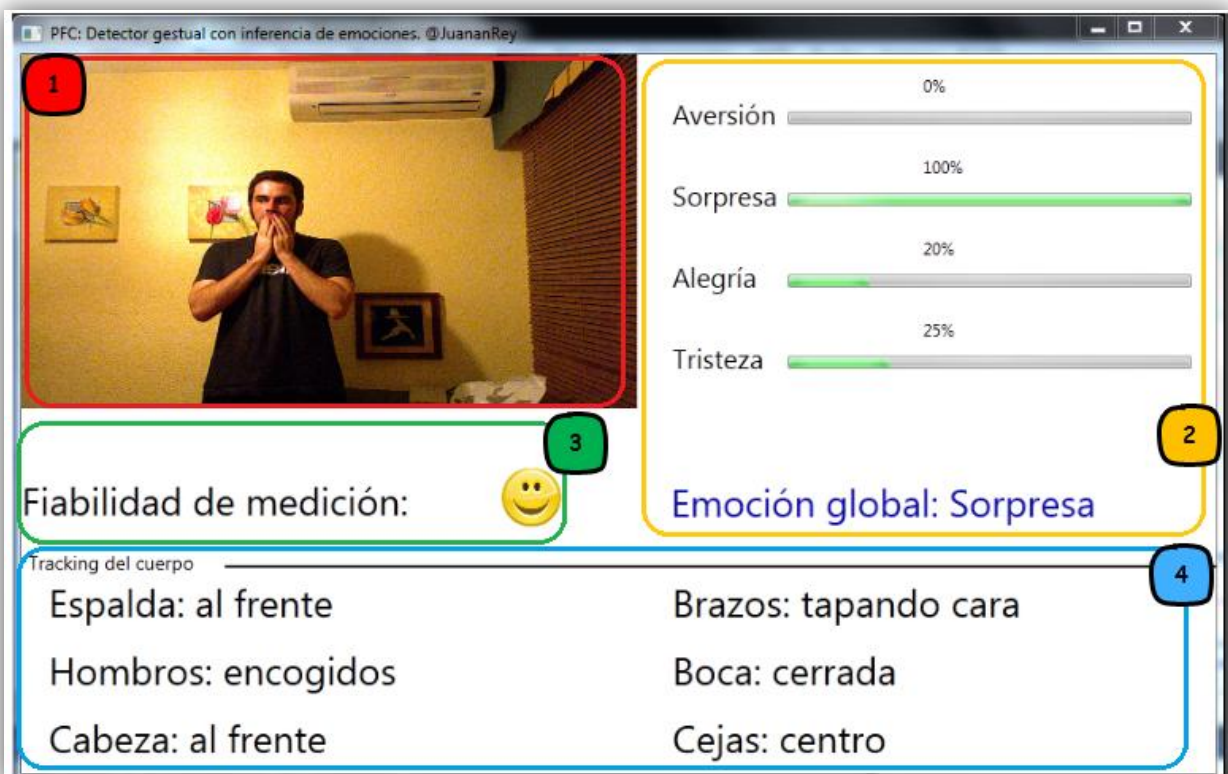 PFC: Detector gestual con inferencia de emociones. @JuananRey
1
0%
Aversión
100%
Sorpresa
20%
Alegría
25%
Tristeza
2
3
Fiabilidad de medición:
Emoción global: Sorpresa
Tracking del cuerpo
4
Espalda: al frente
Brazos: tapando cara
Hombros: encogidos
Boca: cerrada
Cabeza: al frente
Cejas: centro